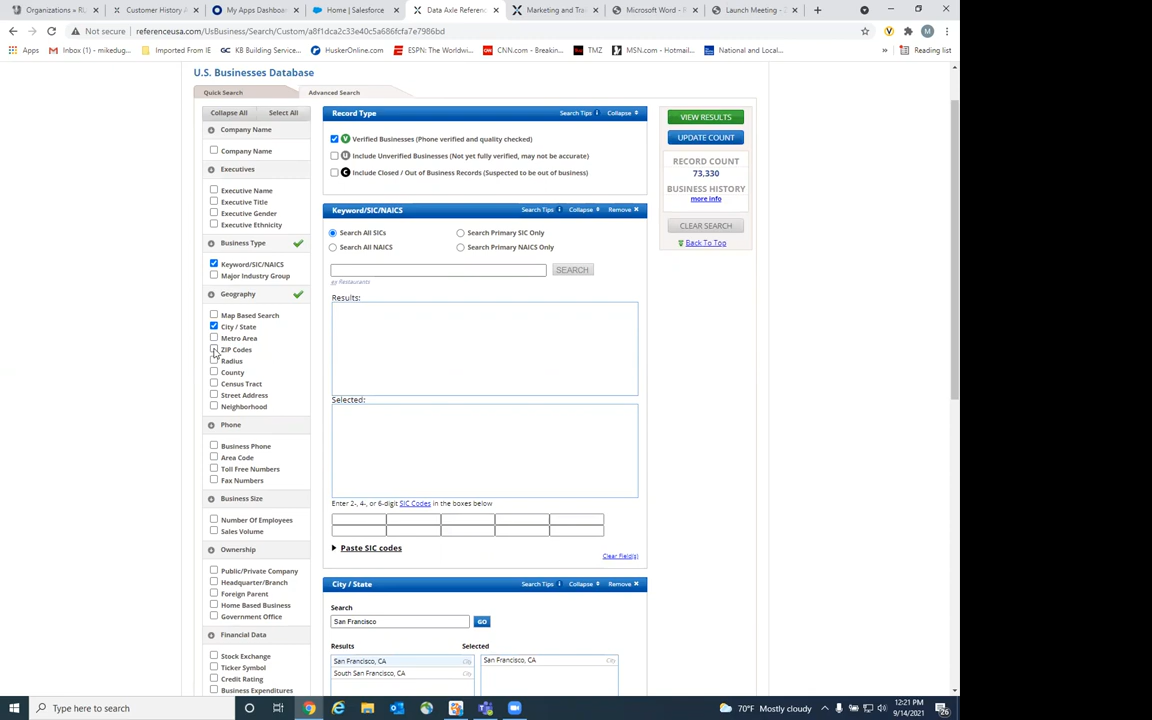 Organizations » RU
Customer History A
My Apps Dashboa
Home | Salesforce
Data Axle Referenc
Marketing and Tra
Microsoft Word - R
Launch Meeting - Z
Not secure | referenceusa.com/UsBusiness/Search/Custom/a8f1dca2c33e40c5a6cfcfa7e7986bd
Apps
Inbox (1) - mikedug...
Imported From IE
KB Building Service...
HuskerOnline.com
ESPN: The Worldwi...
CNN.com - Breakin...
TMZ
MSN.com - Hotmail...
National and Local...
Reading list
U.S. Businesses Database
Quick Search
Advanced Search
Collapse All
Select All
Company Name
Company Name
Executives
Executive Name
Executive Title
Executive Gender
Executive Ethnicity
Business Type
Keyword/SIC/NAICS
Major Industry Group
Geography
Map Based Search
City / State
Metro Area
ZIP Codes
Radius
County
Census Tract
Street Address
Neighborhood
Phone
Business Phone
Area Code
Toll Free Numbers
Fax Numbers
Business Size
Number Of Employees
Sales Volume
Ownership
Public/Private Company
Headquarter/Branch
Foreign Parent
Home Based Business
Government Office
Financial Data
Stock Exchange
Ticker Symbol
Credit Rating
Business Expenditures
Record Type
Search Tips
Collapse
V Verified Businesses (Phone verified and quality checked)
U Include Unverified Businesses (Not yet fully verified, may not be accurate)
C Include Closed / Out of Business Records (Suspected to be out of business)
Keyword/SIC/NAICS
Search Tips
Collapse
Remove
Search All SICs
Search Primary SIC Only
Search All NAICS
Search Primary NAICS Only
SEARCH
eg Restaurants
Results:
Selected:
Enter 2-, 4-, or 6-digit SIC Codes in the boxes below
Paste SIC codes
Clear Field(s)
City / State
Search Tips
Collapse
Remove
Search
San Francisco
GO
Results
Selected
San Francisco, CA City
San Francisco, CA City
South San Francisco, CA
VIEW RESULTS
UPDATE COUNT
RECORD COUNT
73,330
BUSINESS HISTORY
more info
CLEAR SEARCH
Back To Top
Type here to search
70°F Mostly cloudy
12:21 PM
9/14/2021
26